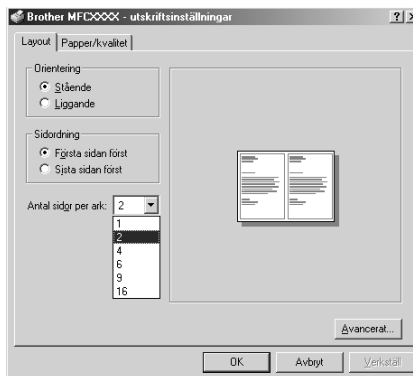 Brother MFCXXXX - utskriftsinställningar
Layout Papper/kvalitet
Orientering
Stående
Liggande
Sidordning
Första sidan först
Sista sidan först
Antal sidor per ark: 2
1
2
4
6
9
16
Avancerat...
OK Avbryt Verkställ